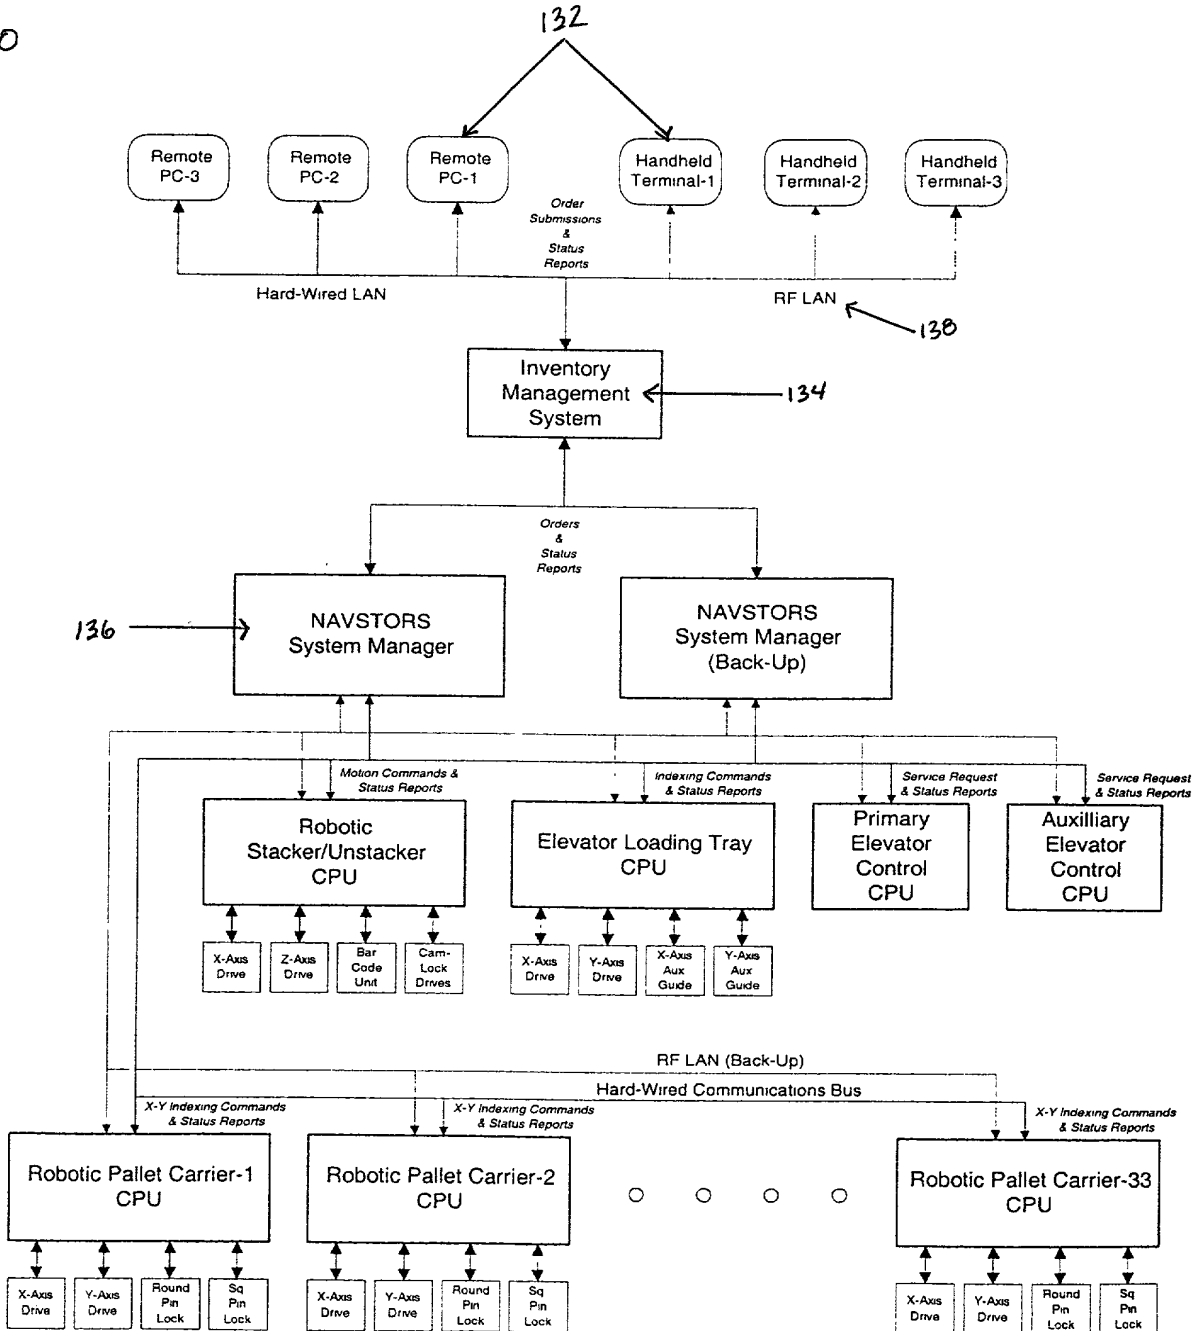 132
Remote
PC-3
Remote
PC-2
Remote
PC-1
Handheld
Terminal-1
Handheld
Terminal-2
Handheld
Terminal-3
Order
Submissions
&
Status
Reports
Hard-Wired LAN
RF LAN
138
Inventory
Management
System
134
Orders
&
Status
Reports
136
NAVSTORS
System Manager
NAVSTORS
System Manager
(Back-Up)
Motion Commands &
Status Reports
Indexing Commands
& Status Reports
Service Request
& Status Reports
Service Request
& Status Reports
Robotic
Stacker/Unstacker
CPU
Elevator Loading Tray
CPU
Primary
Elevator
Control
CPU
Auxilliary
Elevator
Control
CPU
X-Axis
Drive
Z-Axis
Drive
Bar
Code
Unit
Cam-
Lock
Drives
X-Axis
Drive
Y-Axis
Drive
X-Axis
Aux
Guide
Y-Axis
Aux
Guide
RF LAN (Back-Up)
Hard-Wired Communications Bus
X-Y Indexing Commands
& Status Reports
X-Y Indexing Commands
& Status Reports
X-Y Indexing Commands
& Status Reports
Robotic Pallet Carrier-1
CPU
Robotic Pallet Carrier-2
CPU
Robotic Pallet Carrier-33
CPU
X-Axis
Drive
Y-Axis
Drive
Round
Pin
Lock
Sq
Pin
Lock
X-Axis
Drive
Y-Axis
Drive
Round
Pin
Lock
Sq
Pin
Lock
X-Axis
Drive
Y-Axis
Drive
Round
Pin
Lock
Sq
Pin
Lock